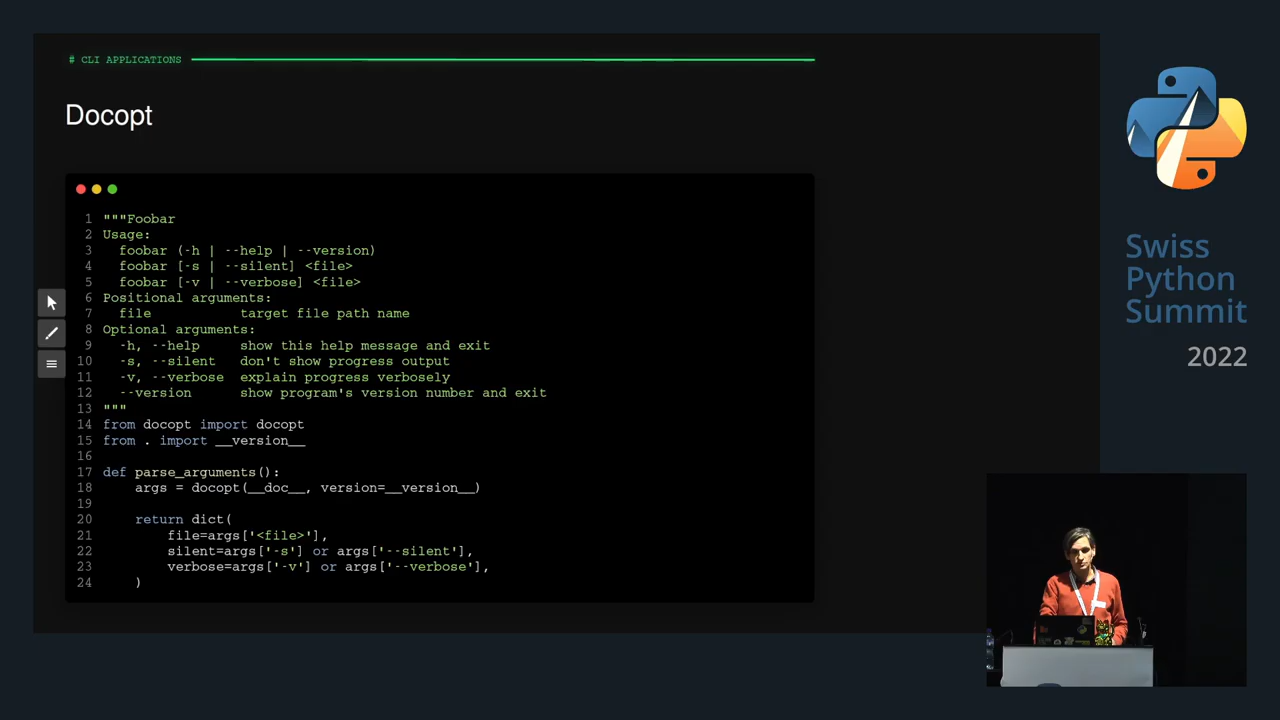 # CLI APPLICATIONS
Docopt
1 """Foobar
2 Usage:
3   foobar (-h | --help | --version)
4   foobar [-s | --silent] <file>
5   foobar [-v | --verbose] <file>
6 Positional arguments:
7   file           target file path name
8 Optional arguments:
9   -h, --help     show this help message and exit
10   -s, --silent   don't show progress output
11   -v, --verbose  explain progress verbosely
12   --version      show program's version number and exit
13 """
14 from docopt import docopt
15 from . import __version__
16
17 def parse_arguments():
18     args = docopt(__doc__, version=__version__)
19
20     return dict(
21         file=args['<file>'],
22         silent=args['-s'] or args['--silent'],
23         verbose=args['-v'] or args['--verbose'],
24     )
Swiss
Python
Summit
2022